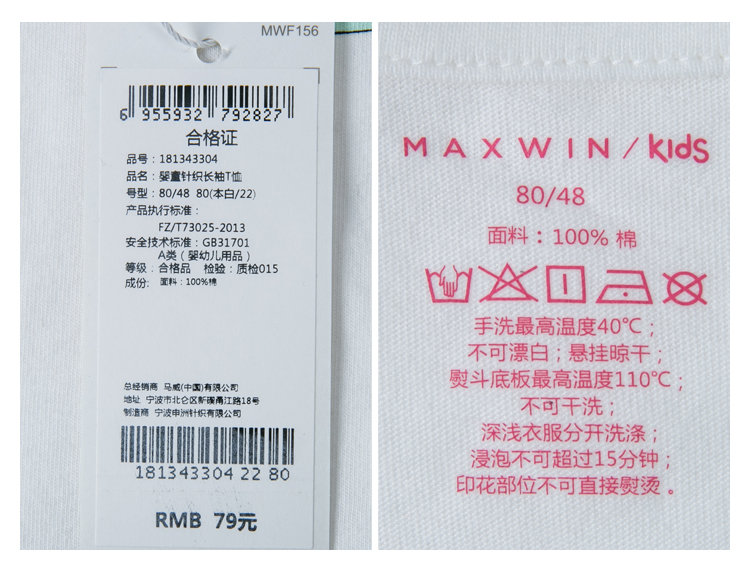 MWF156
6 955932 792827
合格证
品号：181343304
品名：婴童针织长袖T恤
号型：80/48 80(本白/22)
产品执行标准：
FZ/T73025-2013
安全技术标准：GB31701
A类（婴幼儿用品）
等级：合格品 检验：质检015
成份: 面料：100%棉
总经销商 马威(中国)有限公司
地址 宁波市北仑区新碶甬江路18号
制造商 宁波申洲针织有限公司
181343304 22 80
RMB 79元
MAXWIN/kids
80/48
面料：100% 棉
手洗最高温度40℃；
不可漂白；悬挂晾干；
熨斗底板最高温度110℃；
不可干洗；
深浅衣服分开洗涤；
浸泡不可超过15分钟；
印花部位不可直接熨烫。